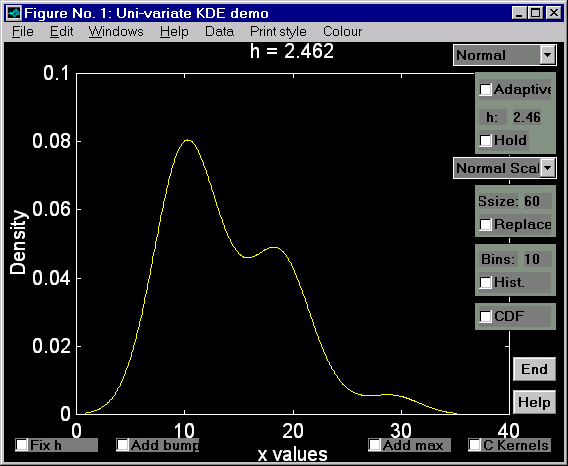 Figure No. 1: Uni-variate KDE demo
File Edit Windows Help Data Print style Colour
h = 2.462
Normal
0.1
Adaptive
h: 2.46
0.08
Hold
Normal Scal
0.06
Ssize: 60
Replace
Density
Bins: 10
0.04
Hist.
CDF
0.02
End
Help
0
0 10 20 30 40
Fix h Add bump Add max C Kernels
x values